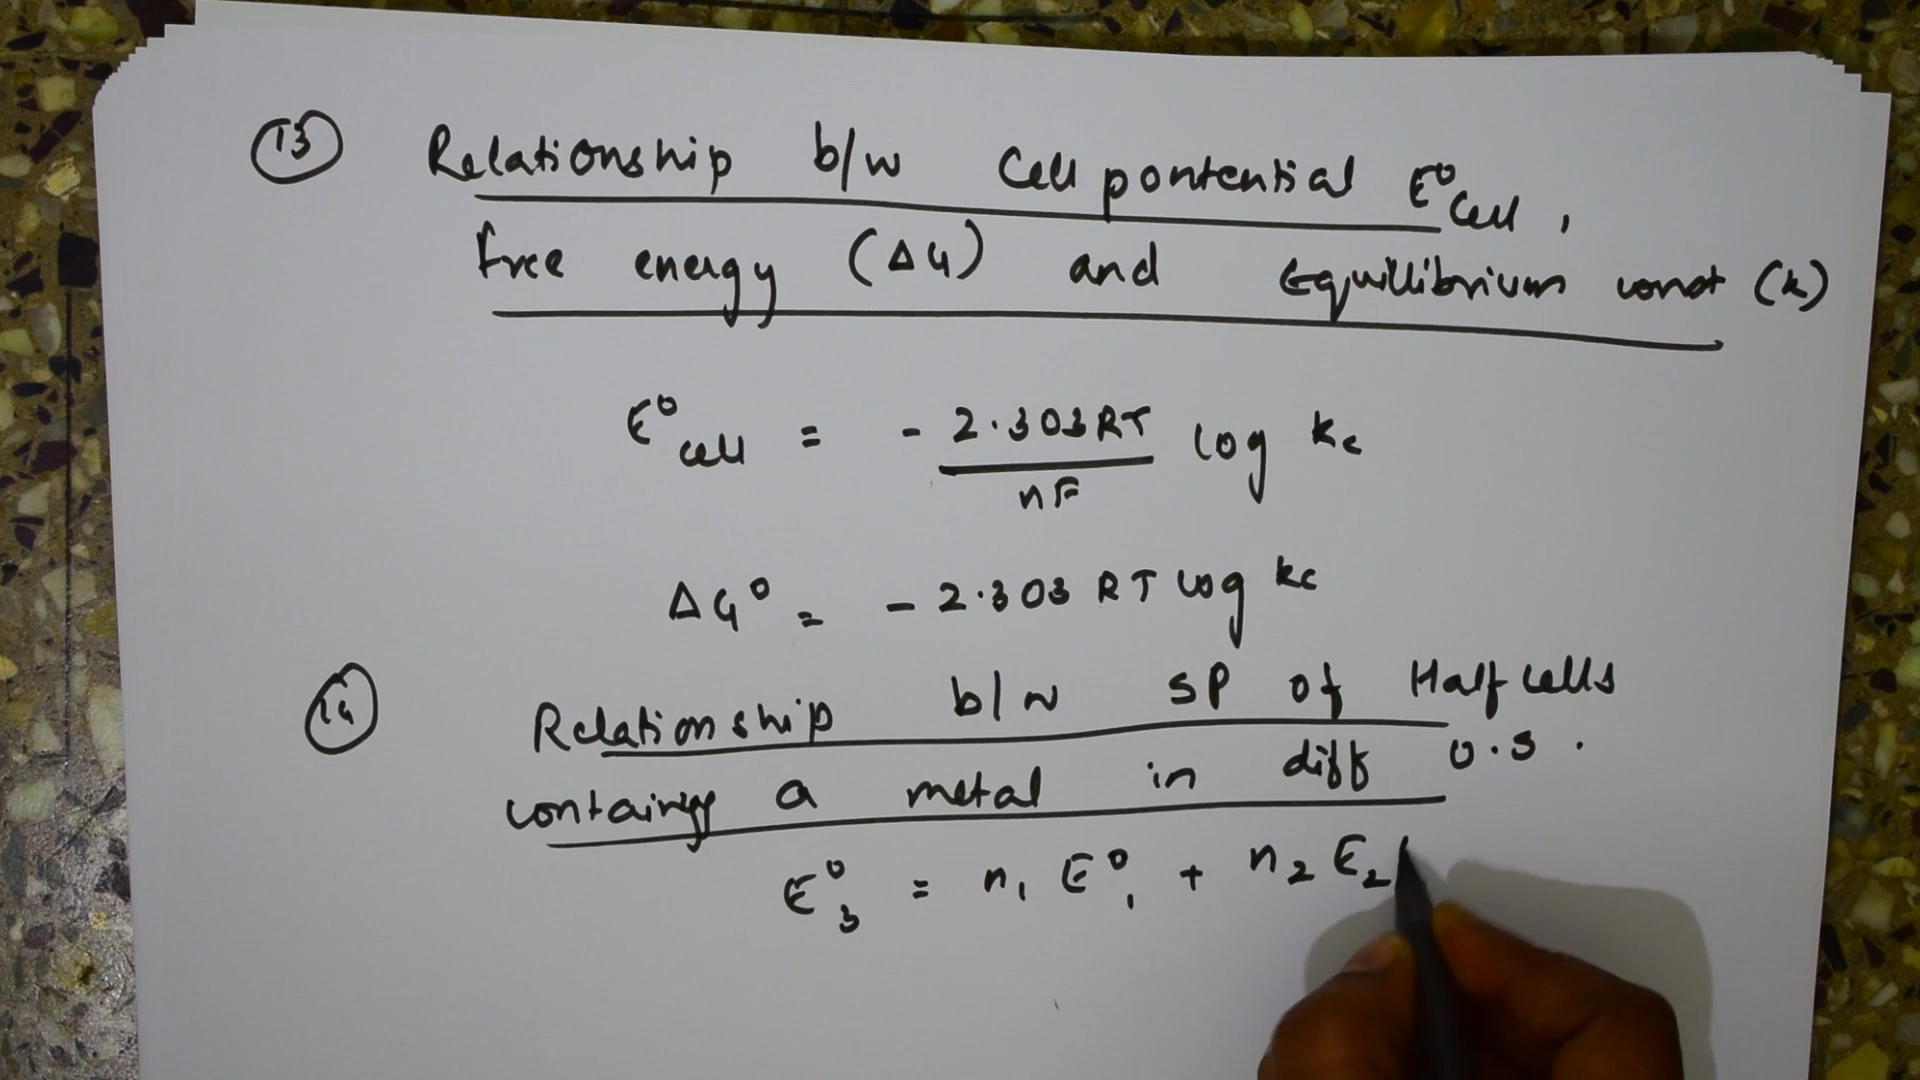 13 Relationship b/w Cell pontential E°cell,
free energy (ΔG) and Equillibrium const (k)
E°cell = - 2.303RT/nF log kc
ΔG° = - 2.303 RT log kc
14 Relationship b/w SP of Half cells
containing a metal in diff O.S.
E°3 = n1 E°1 + n2 E2